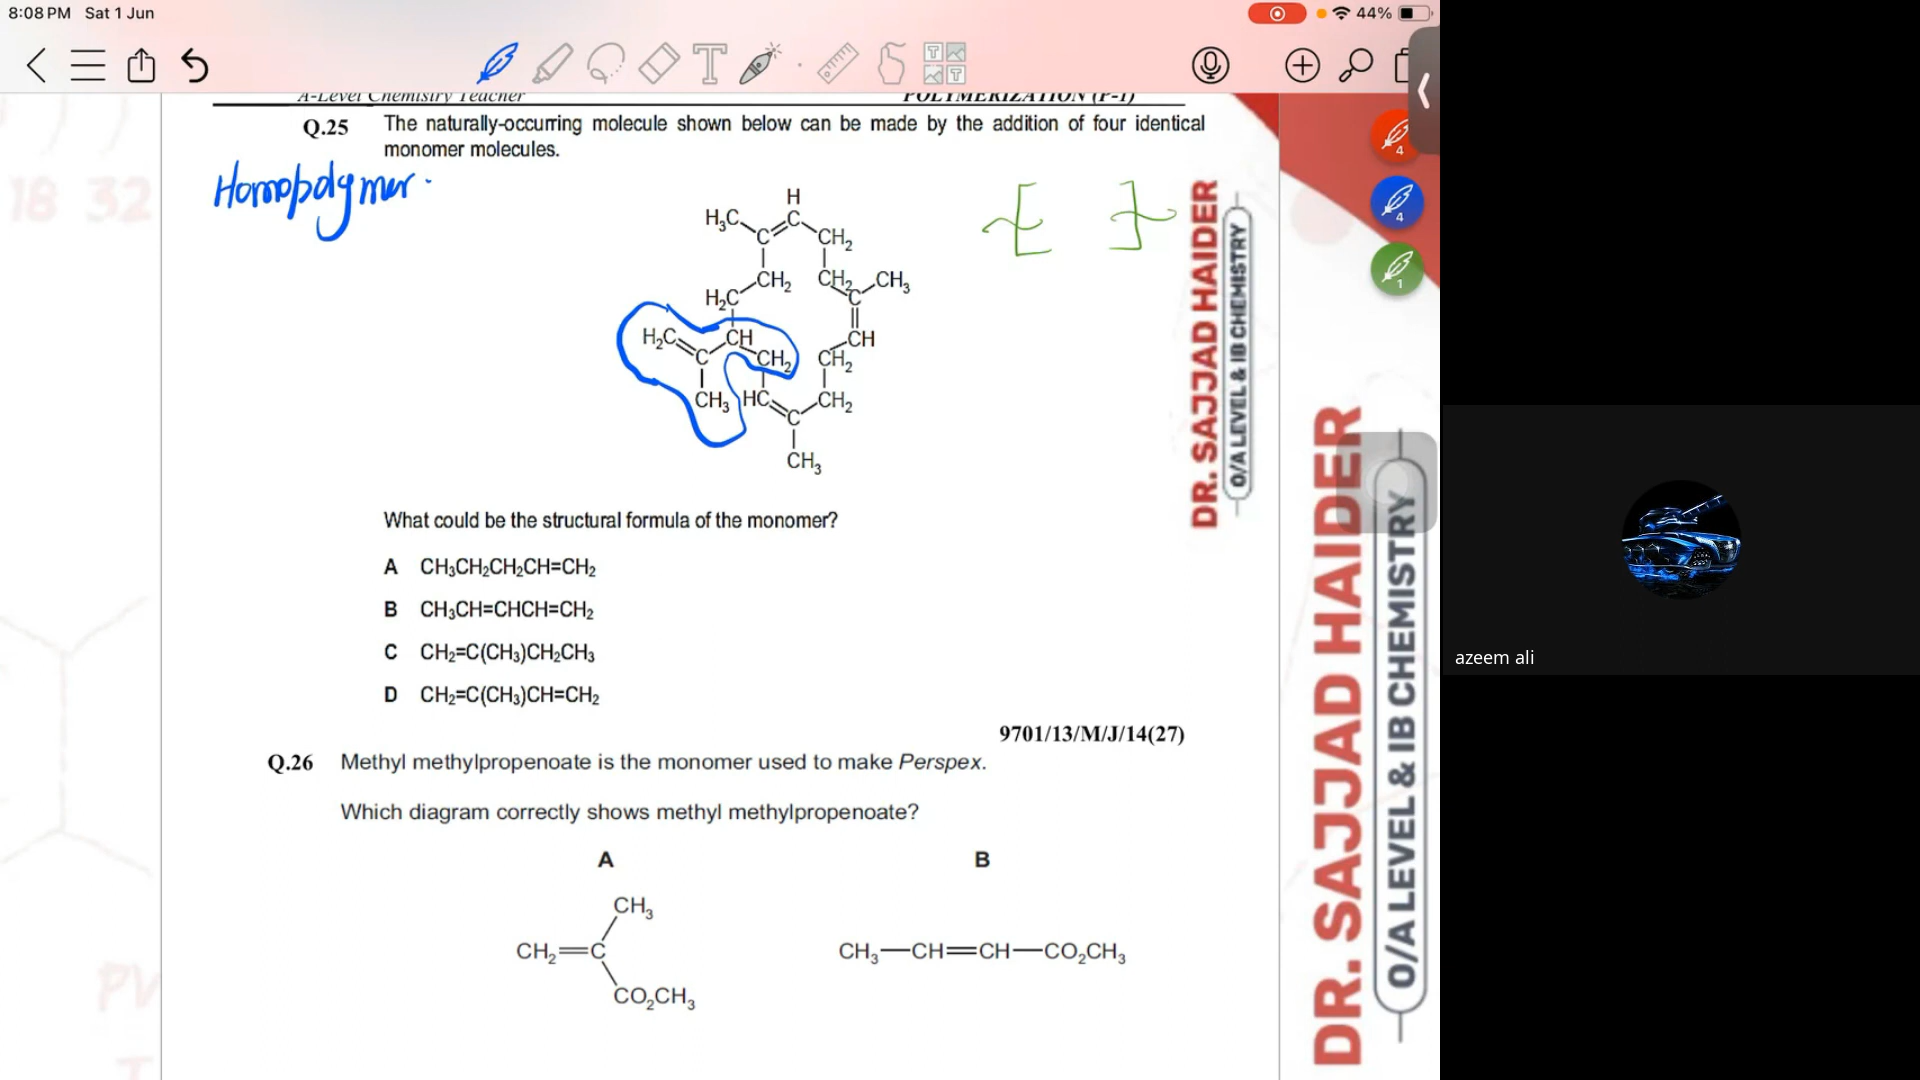 8:08 PM Sat 1 Jun
44%
A-Level Chemistry Teacher
POLYMERIZATION (P-1)
Q.25 The naturally-occurring molecule shown below can be made by the addition of four identical
monomer molecules.
18 32
Homopolymer.
H
H₃C
C
C
CH₂
CH₂
CH₂
CH₃
H₂C
C
H₂C
CH
CH
C
CH₂
CH₂
CH₃
HC
CH₂
C
CH₃
DR. SAJJAD HAIDER
O/A LEVEL & IB CHEMISTRY
4
4
1
What could be the structural formula of the monomer?
A CH₃CH₂CH₂CH=CH₂
B CH₃CH=CHCH=CH₂
C CH₂=C(CH₃)CH₂CH₃
D CH₂=C(CH₃)CH=CH₂
9701/13/M/J/14(27)
Q.26 Methyl methylpropenoate is the monomer used to make Perspex.
Which diagram correctly shows methyl methylpropenoate?
A
B
CH₃
CH₂=C
CO₂CH₃
CH₃—CH=CH—CO₂CH₃
DR. SAJJAD HAIDER
O/A LEVEL & IB CHEMISTRY
azeem ali